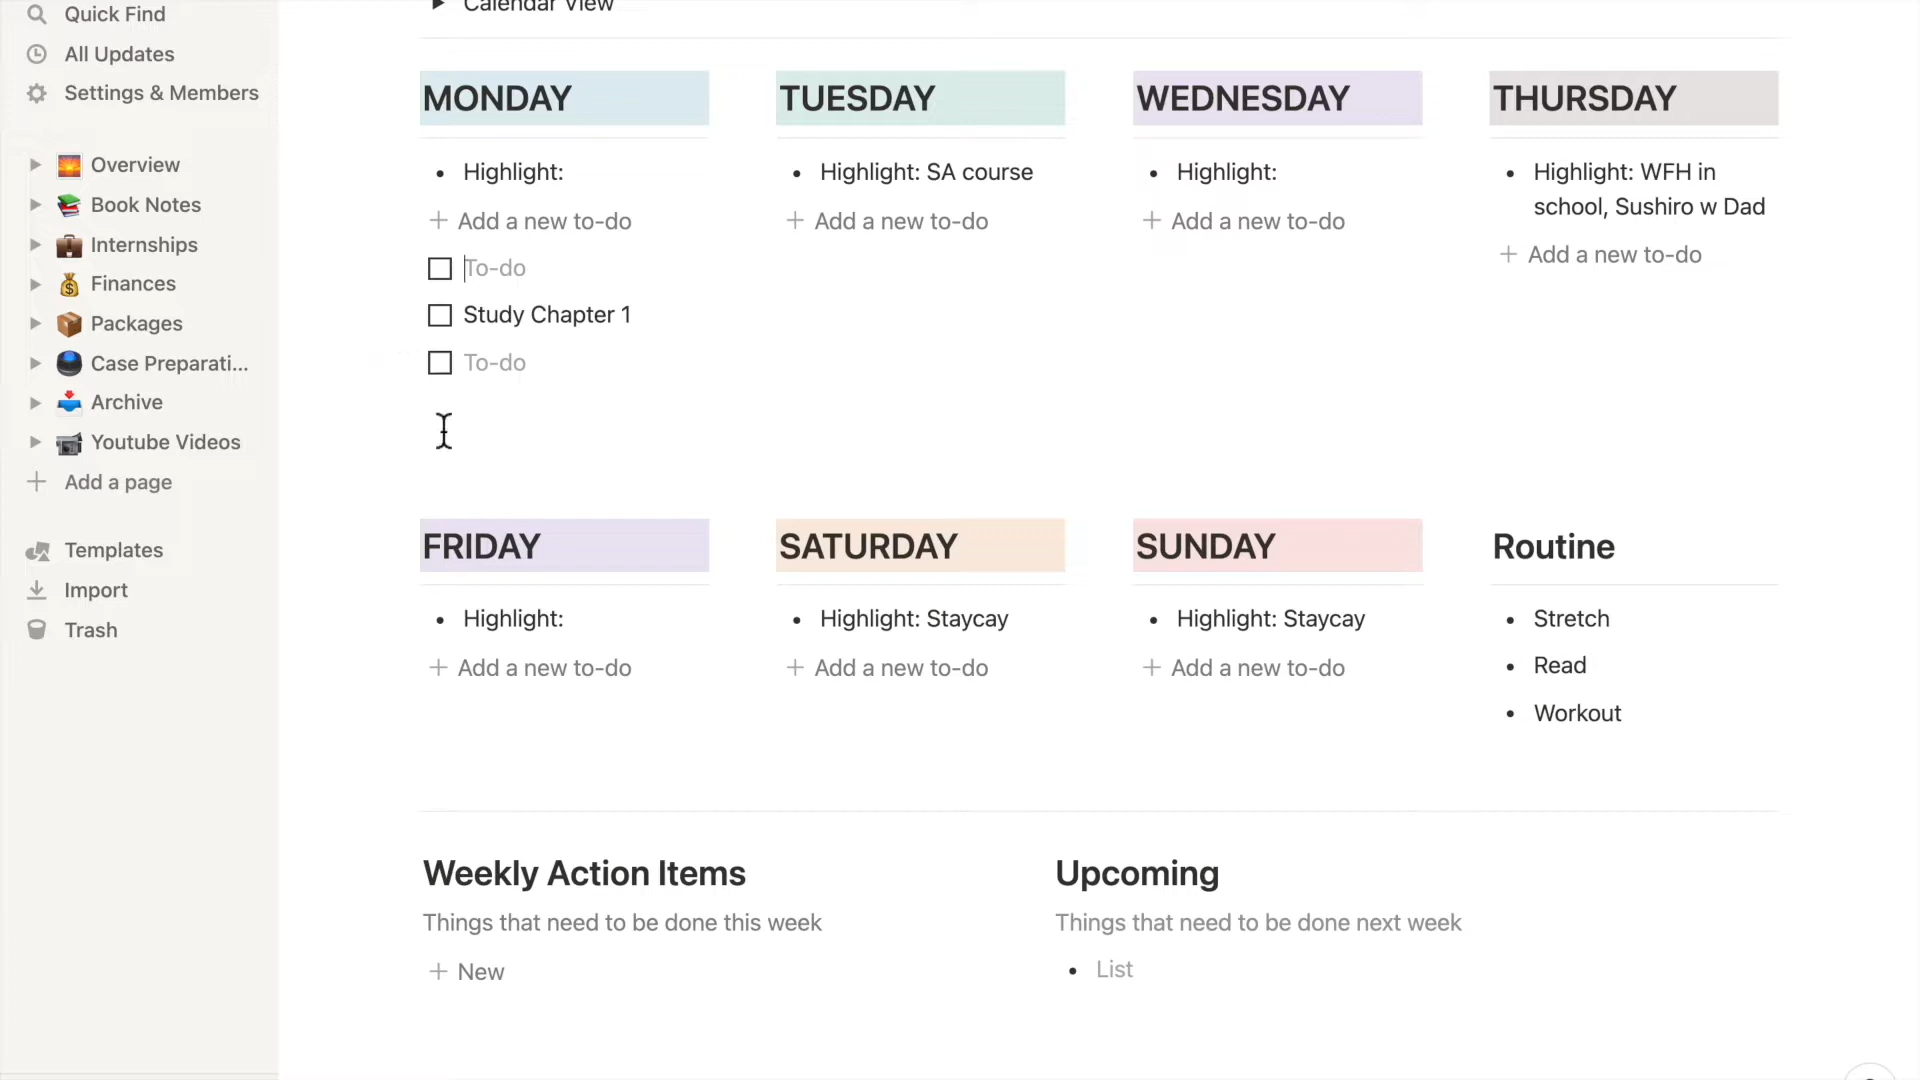 Quick Find
All Updates
Settings & Members
Overview
Book Notes
Internships
Finances
Packages
Case Preparati...
Archive
Youtube Videos
Add a page
Templates
Import
Trash
Calendar View
MONDAY
Highlight:
Add a new to-do
To-do
Study Chapter 1
To-do
TUESDAY
Highlight: SA course
Add a new to-do
WEDNESDAY
Highlight:
Add a new to-do
THURSDAY
Highlight: WFH in
school, Sushiro w Dad
Add a new to-do
FRIDAY
Highlight:
Add a new to-do
SATURDAY
Highlight: Staycay
Add a new to-do
SUNDAY
Highlight: Staycay
Add a new to-do
Routine
Stretch
Read
Workout
Weekly Action Items
Things that need to be done this week
New
Upcoming
Things that need to be done next week
List